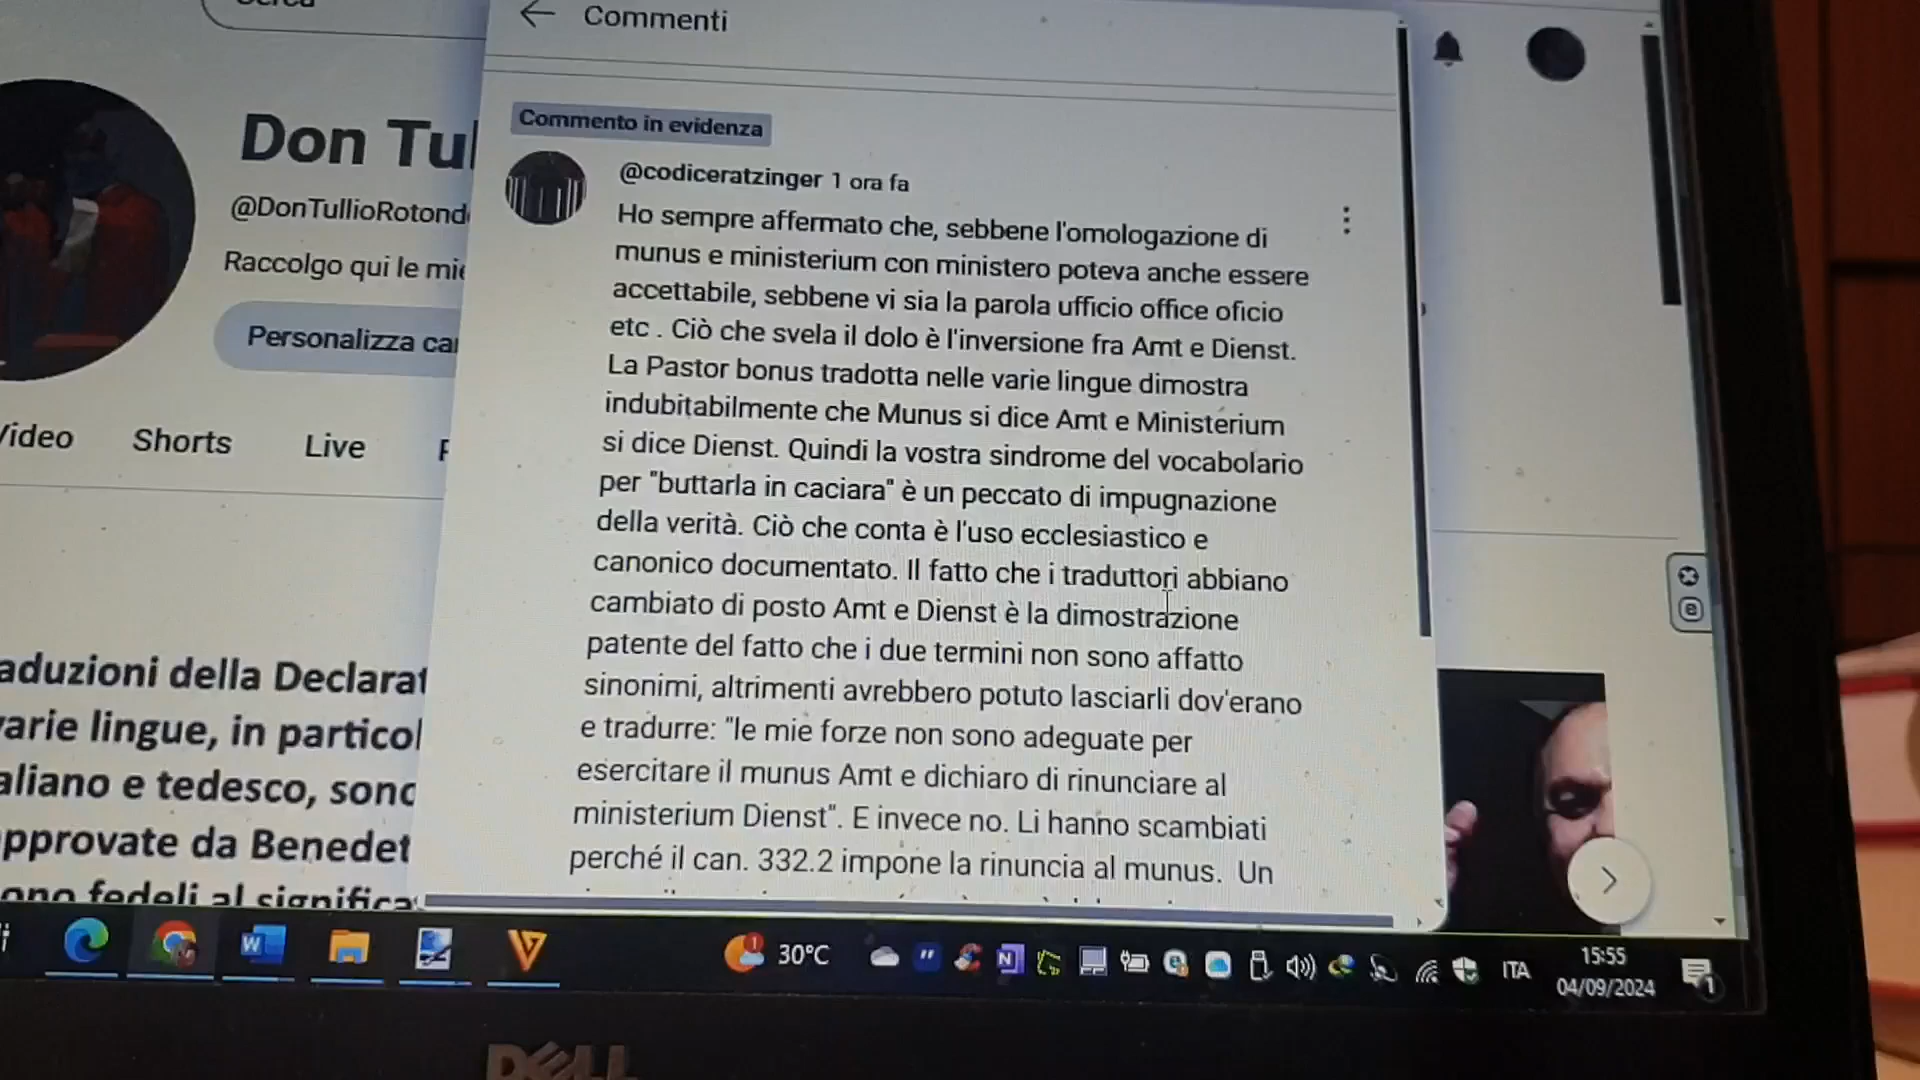 Commenti
Commento in evidenza
@codiceratzinger 1 ora fa
Ho sempre affermato che, sebbene l'omologazione di
munus e ministerium con ministero poteva anche essere
accettabile, sebbene vi sia la parola ufficio office oficio
etc . Ciò che svela il dolo è l'inversione fra Amt e Dienst.
La Pastor bonus tradotta nelle varie lingue dimostra
indubitabilmente che Munus si dice Amt e Ministerium
si dice Dienst. Quindi la vostra sindrome del vocabolario
per "buttarla in caciara" è un peccato di impugnazione
della verità. Ciò che conta è l'uso ecclesiastico e
canonico documentato. Il fatto che i traduttori abbiano
cambiato di posto Amt e Dienst è la dimostrazione
patente del fatto che i due termini non sono affatto
sinonimi, altrimenti avrebbero potuto lasciarli dov'erano
e tradurre: "le mie forze non sono adeguate per
esercitare il munus Amt e dichiaro di rinunciare al
ministerium Dienst". E invece no. Li hanno scambiati
perché il can. 332.2 impone la rinuncia al munus. Un
Don Tul
@DonTullioRotond
Raccolgo qui le mie
Personalizza ca
Video Shorts Live
aduzioni della Declarat
varie lingue, in particol
aliano e tedesco, sono
approvate da Benedet
ono fedeli al significa
30°C
ITA
15:55
04/09/2024
DELL